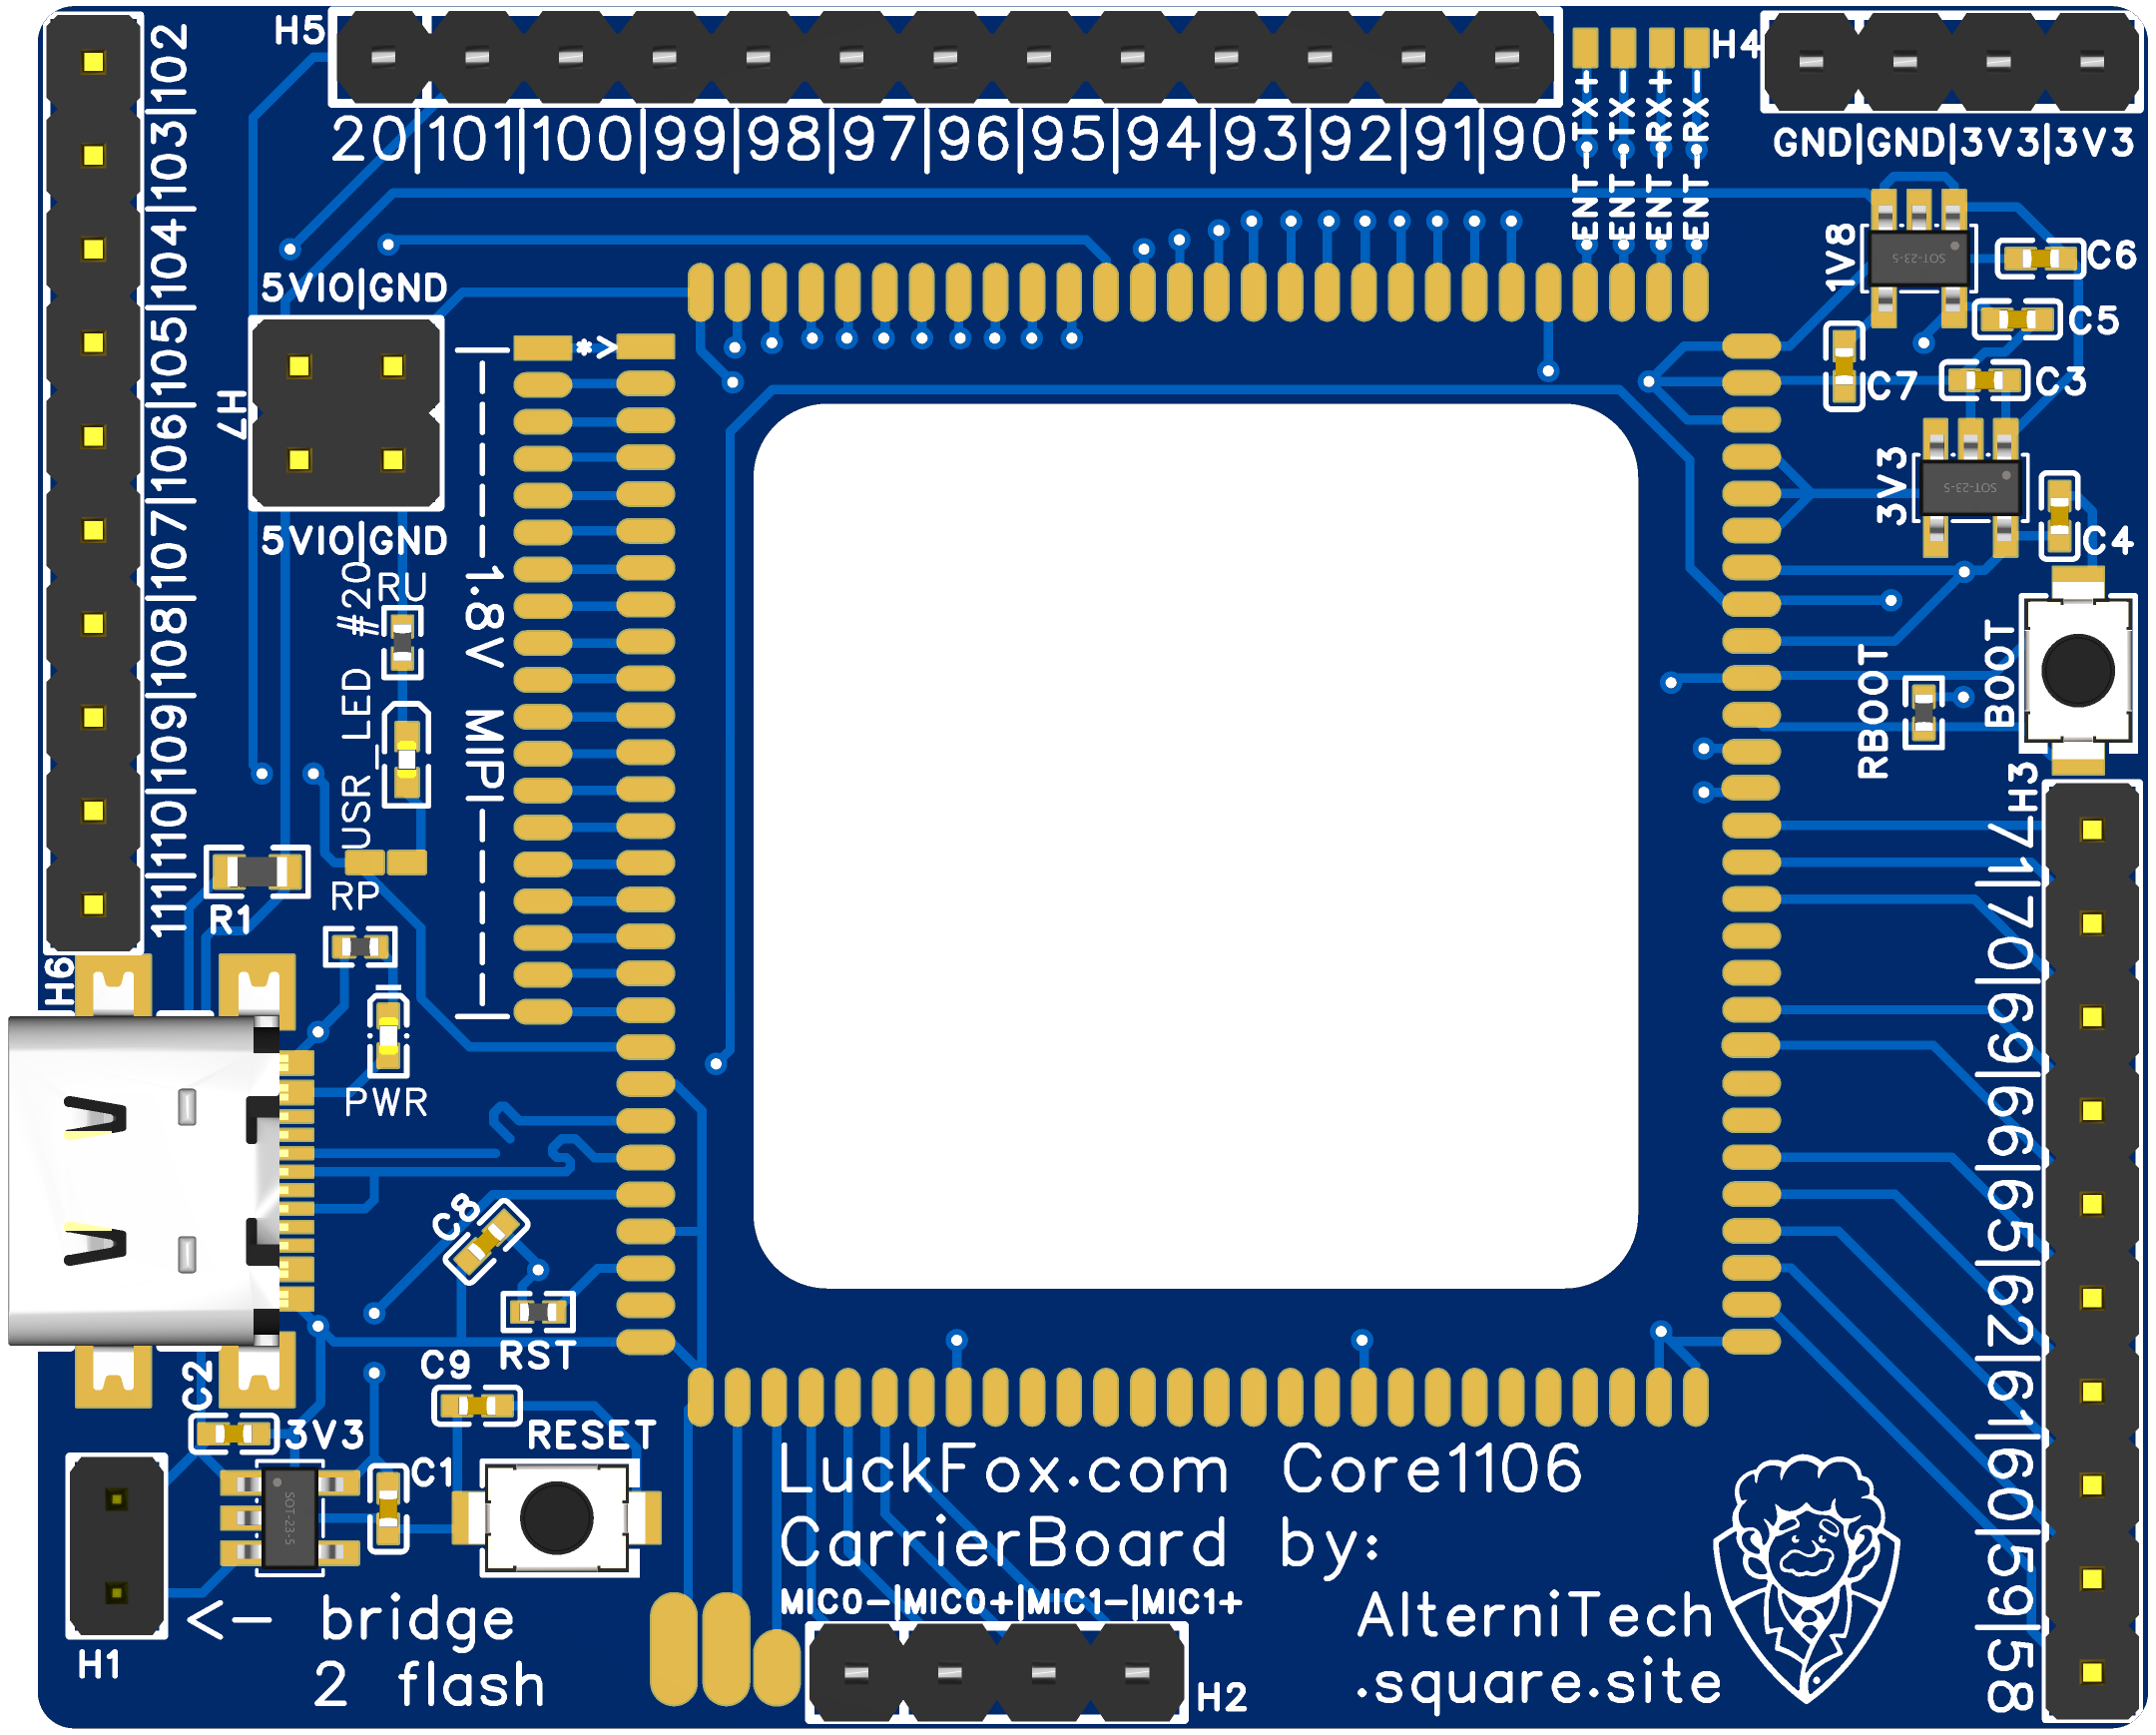 H5
20|101|100|99|98|97|96|95|94|93|92|91|90
ENT-TX+
ENT-TX-
ENT-RX+
ENT-RX-
H4
GND|GND|3V3|3V3
111|110|109|108|107|106|105|104|103|102
H6
5VIO|GND
H7
5VIO|GND
1V8
SOT-23-5
C6
C5
C7
C3
3V3
SOT-23-5
C4
*>
1.8V MIPI
#20
RU
USR_LED
RP
R1
PWR
RBOOT
BOOT
H3
71|70|69|66|65|62|61|60|59|58
C8
RST
C9
C2
3V3
SOT-23-5
C1
RESET
H1
<- bridge
2 flash
LuckFox.com Core1106
CarrierBoard by:
AlterniTech
.square.site
MIC0-|MIC0+|MIC1-|MIC1+
H2